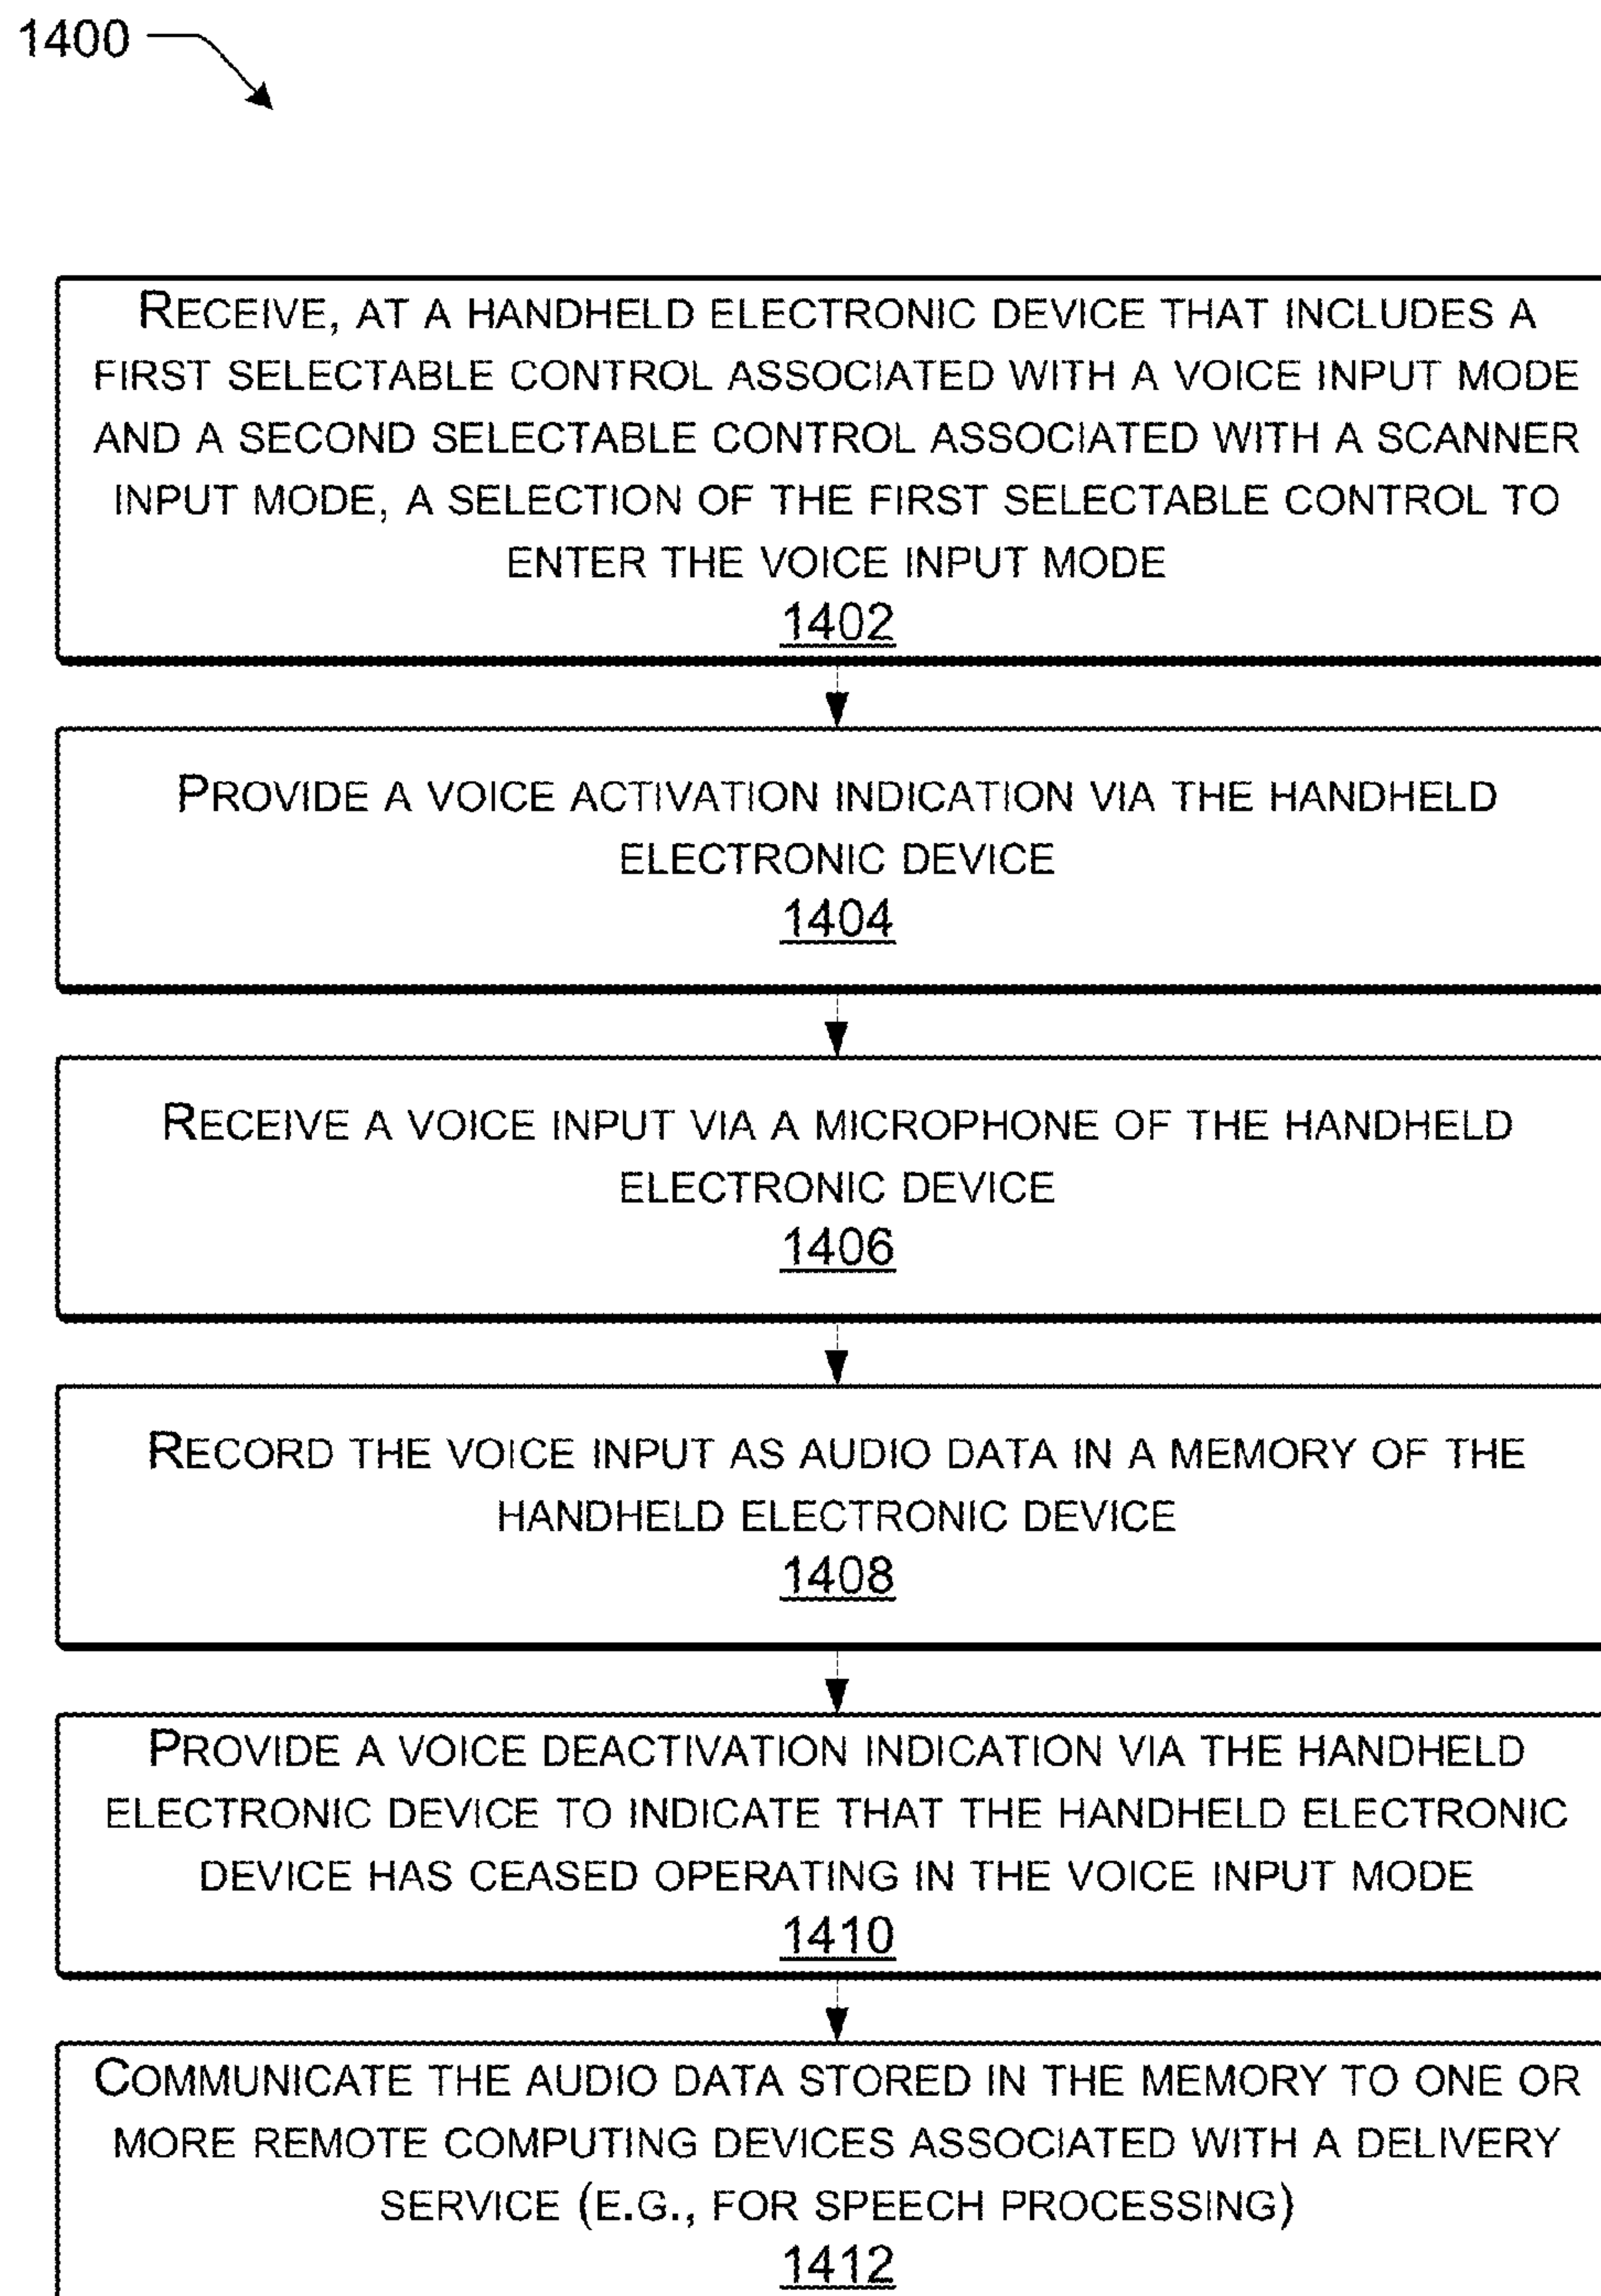 1400
RECEIVE, AT A HANDHELD ELECTRONIC DEVICE THAT INCLUDES A
FIRST SELECTABLE CONTROL ASSOCIATED WITH A VOICE INPUT MODE
AND A SECOND SELECTABLE CONTROL ASSOCIATED WITH A SCANNER
INPUT MODE, A SELECTION OF THE FIRST SELECTABLE CONTROL TO
ENTER THE VOICE INPUT MODE
1402
PROVIDE A VOICE ACTIVATION INDICATION VIA THE HANDHELD
ELECTRONIC DEVICE
1404
RECEIVE A VOICE INPUT VIA A MICROPHONE OF THE HANDHELD
ELECTRONIC DEVICE
1406
RECORD THE VOICE INPUT AS AUDIO DATA IN A MEMORY OF THE
HANDHELD ELECTRONIC DEVICE
1408
PROVIDE A VOICE DEACTIVATION INDICATION VIA THE HANDHELD
ELECTRONIC DEVICE TO INDICATE THAT THE HANDHELD ELECTRONIC
DEVICE HAS CEASED OPERATING IN THE VOICE INPUT MODE
1410
COMMUNICATE THE AUDIO DATA STORED IN THE MEMORY TO ONE OR
MORE REMOTE COMPUTING DEVICES ASSOCIATED WITH A DELIVERY
SERVICE (E.G., FOR SPEECH PROCESSING)
1412